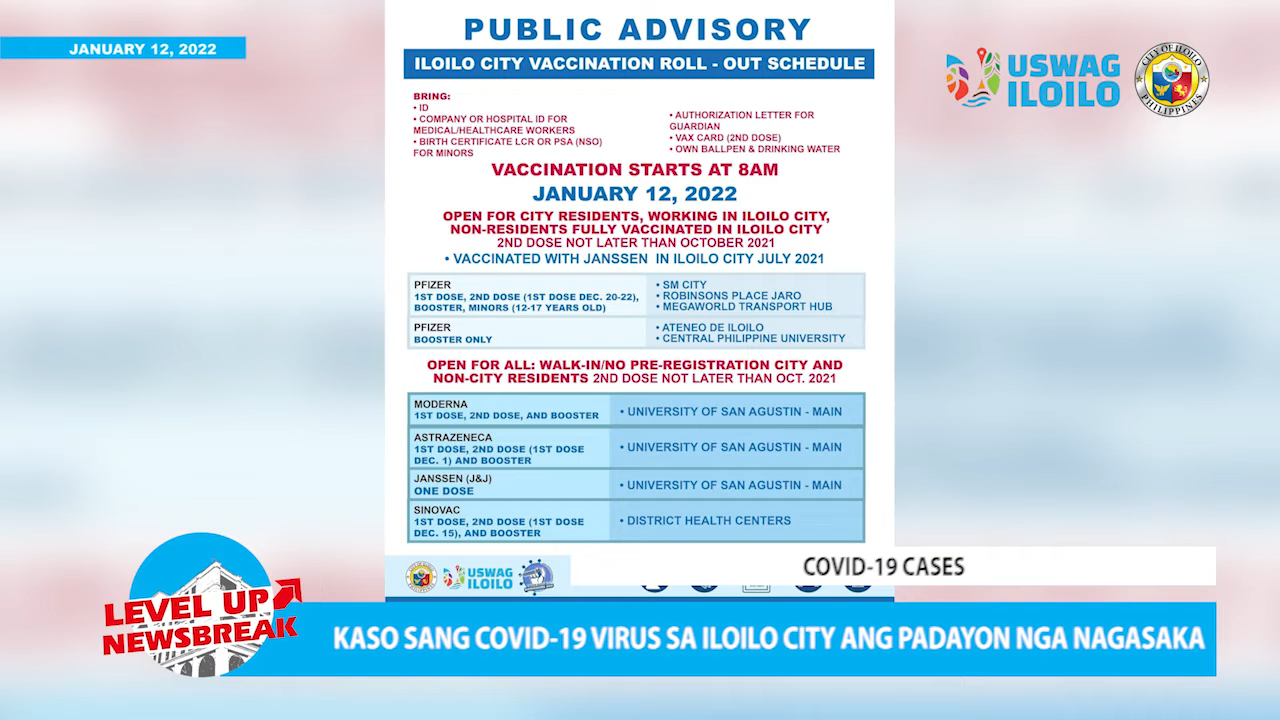 JANUARY 12, 2022
PUBLIC ADVISORY
ILOILO CITY VACCINATION ROLL - OUT SCHEDULE
USWAG
ILOILO
CITY OF ILOILO
PHILIPPINES
BRING:
• ID
• COMPANY OR HOSPITAL ID FOR
MEDICAL/HEALTHCARE WORKERS
• BIRTH CERTIFICATE LCR OR PSA (NSO)
FOR MINORS
• AUTHORIZATION LETTER FOR
GUARDIAN
• VAX CARD (2ND DOSE)
• OWN BALLPEN & DRINKING WATER
VACCINATION STARTS AT 8AM
JANUARY 12, 2022
OPEN FOR CITY RESIDENTS, WORKING IN ILOILO CITY,
NON-RESIDENTS FULLY VACCINATED IN ILOILO CITY
2ND DOSE NOT LATER THAN OCTOBER 2021
• VACCINATED WITH JANSSEN IN ILOILO CITY JULY 2021
PFIZER
1ST DOSE, 2ND DOSE (1ST DOSE DEC. 20-22),
BOOSTER, MINORS (12-17 YEARS OLD)
• SM CITY
• ROBINSONS PLACE JARO
• MEGAWORLD TRANSPORT HUB
PFIZER
BOOSTER ONLY
• ATENEO DE ILOILO
• CENTRAL PHILIPPINE UNIVERSITY
OPEN FOR ALL: WALK-IN/NO PRE-REGISTRATION CITY AND
NON-CITY RESIDENTS 2ND DOSE NOT LATER THAN OCT. 2021
MODERNA
1ST DOSE, 2ND DOSE, AND BOOSTER
• UNIVERSITY OF SAN AGUSTIN - MAIN
ASTRAZENECA
1ST DOSE, 2ND DOSE (1ST DOSE
DEC. 1) AND BOOSTER
• UNIVERSITY OF SAN AGUSTIN - MAIN
JANSSEN (J&J)
ONE DOSE
• UNIVERSITY OF SAN AGUSTIN - MAIN
SINOVAC
1ST DOSE, 2ND DOSE (1ST DOSE
DEC. 15), AND BOOSTER
• DISTRICT HEALTH CENTERS
USWAG
ILOILO
COVID-19 CASES
LEVEL UP
NEWSBREAK
KASO SANG COVID-19 VIRUS SA ILOILO CITY ANG PADAYON NGA NAGASAKA